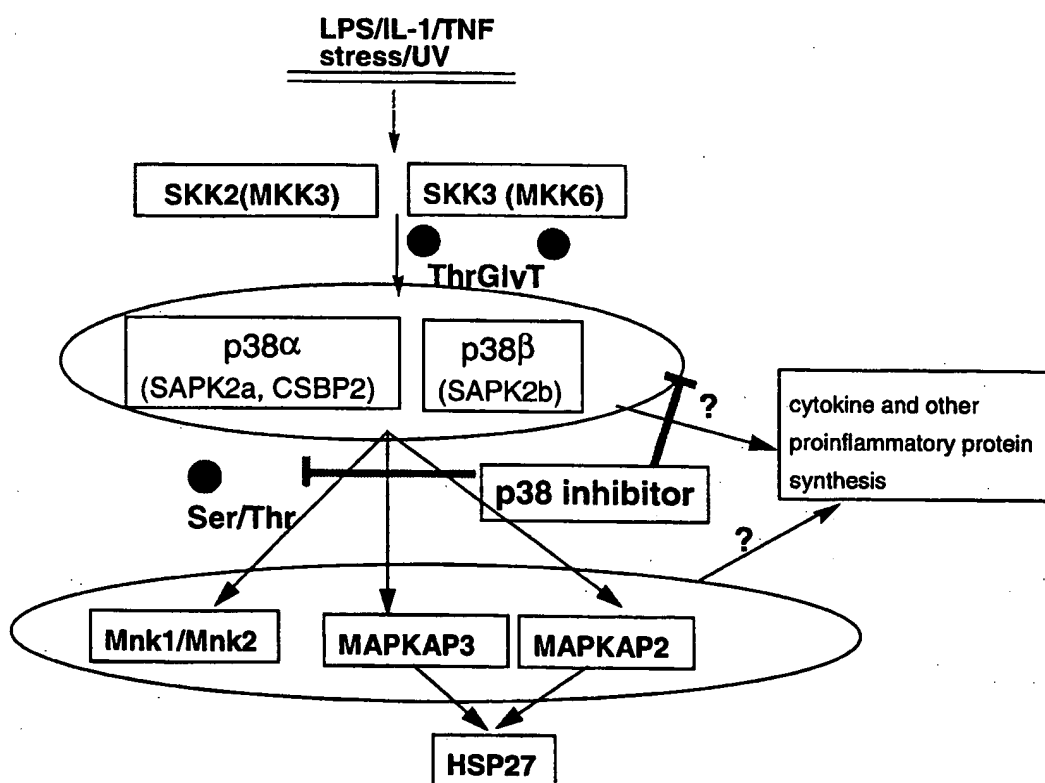 LPS/IL-1/TNF
stress/UV
SKK2(MKK3)
SKK3 (MKK6)
ThrGlyT
p38α
(SAPK2a, CSBP2)
p38β
(SAPK2b)
?
cytokine and other
proinflammatory protein
synthesis
p38 inhibitor
Ser/Thr
?
Mnk1/Mnk2
MAPKAP3
MAPKAP2
HSP27